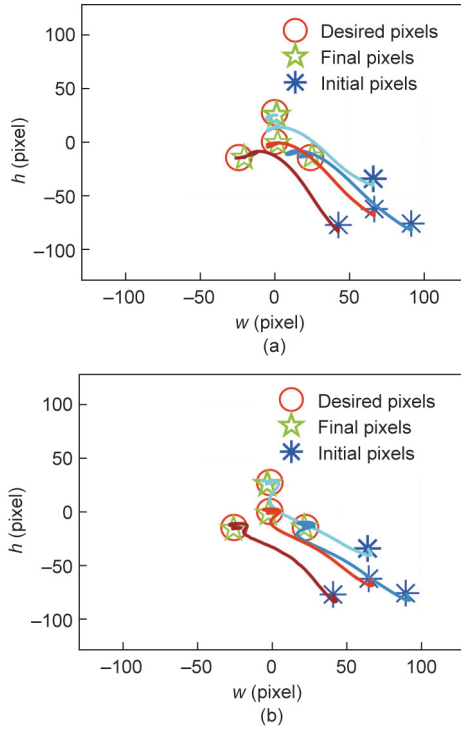 100
50
0
−50
−100
h (pixel)
Desired pixels
Final pixels
Initial pixels
−100
−50
0
50
100
w (pixel)
(a)
100
50
0
−50
−100
h (pixel)
Desired pixels
Final pixels
Initial pixels
−100
−50
0
50
100
w (pixel)
(b)